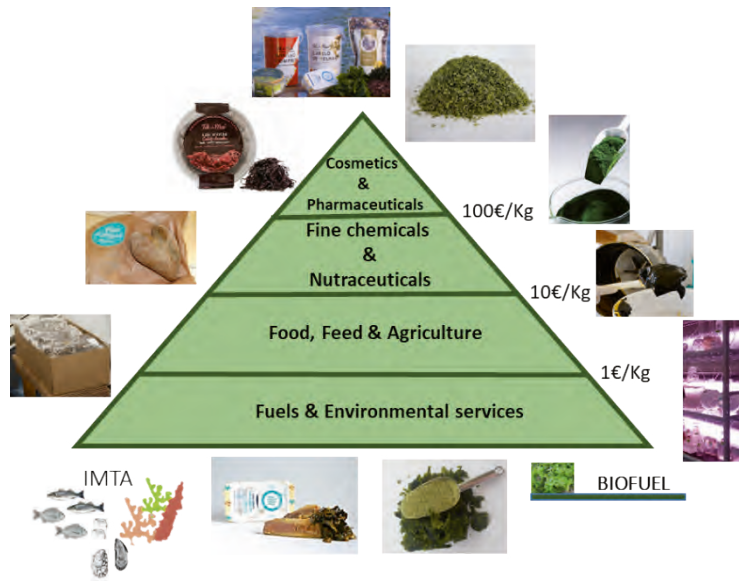 Cosmetics
&
Pharmaceuticals
100€/Kg
Fine chemicals
&
Nutraceuticals
10€/Kg
Food, Feed & Agriculture
1€/Kg
Fuels & Environmental services
IMTA
BIOFUEL